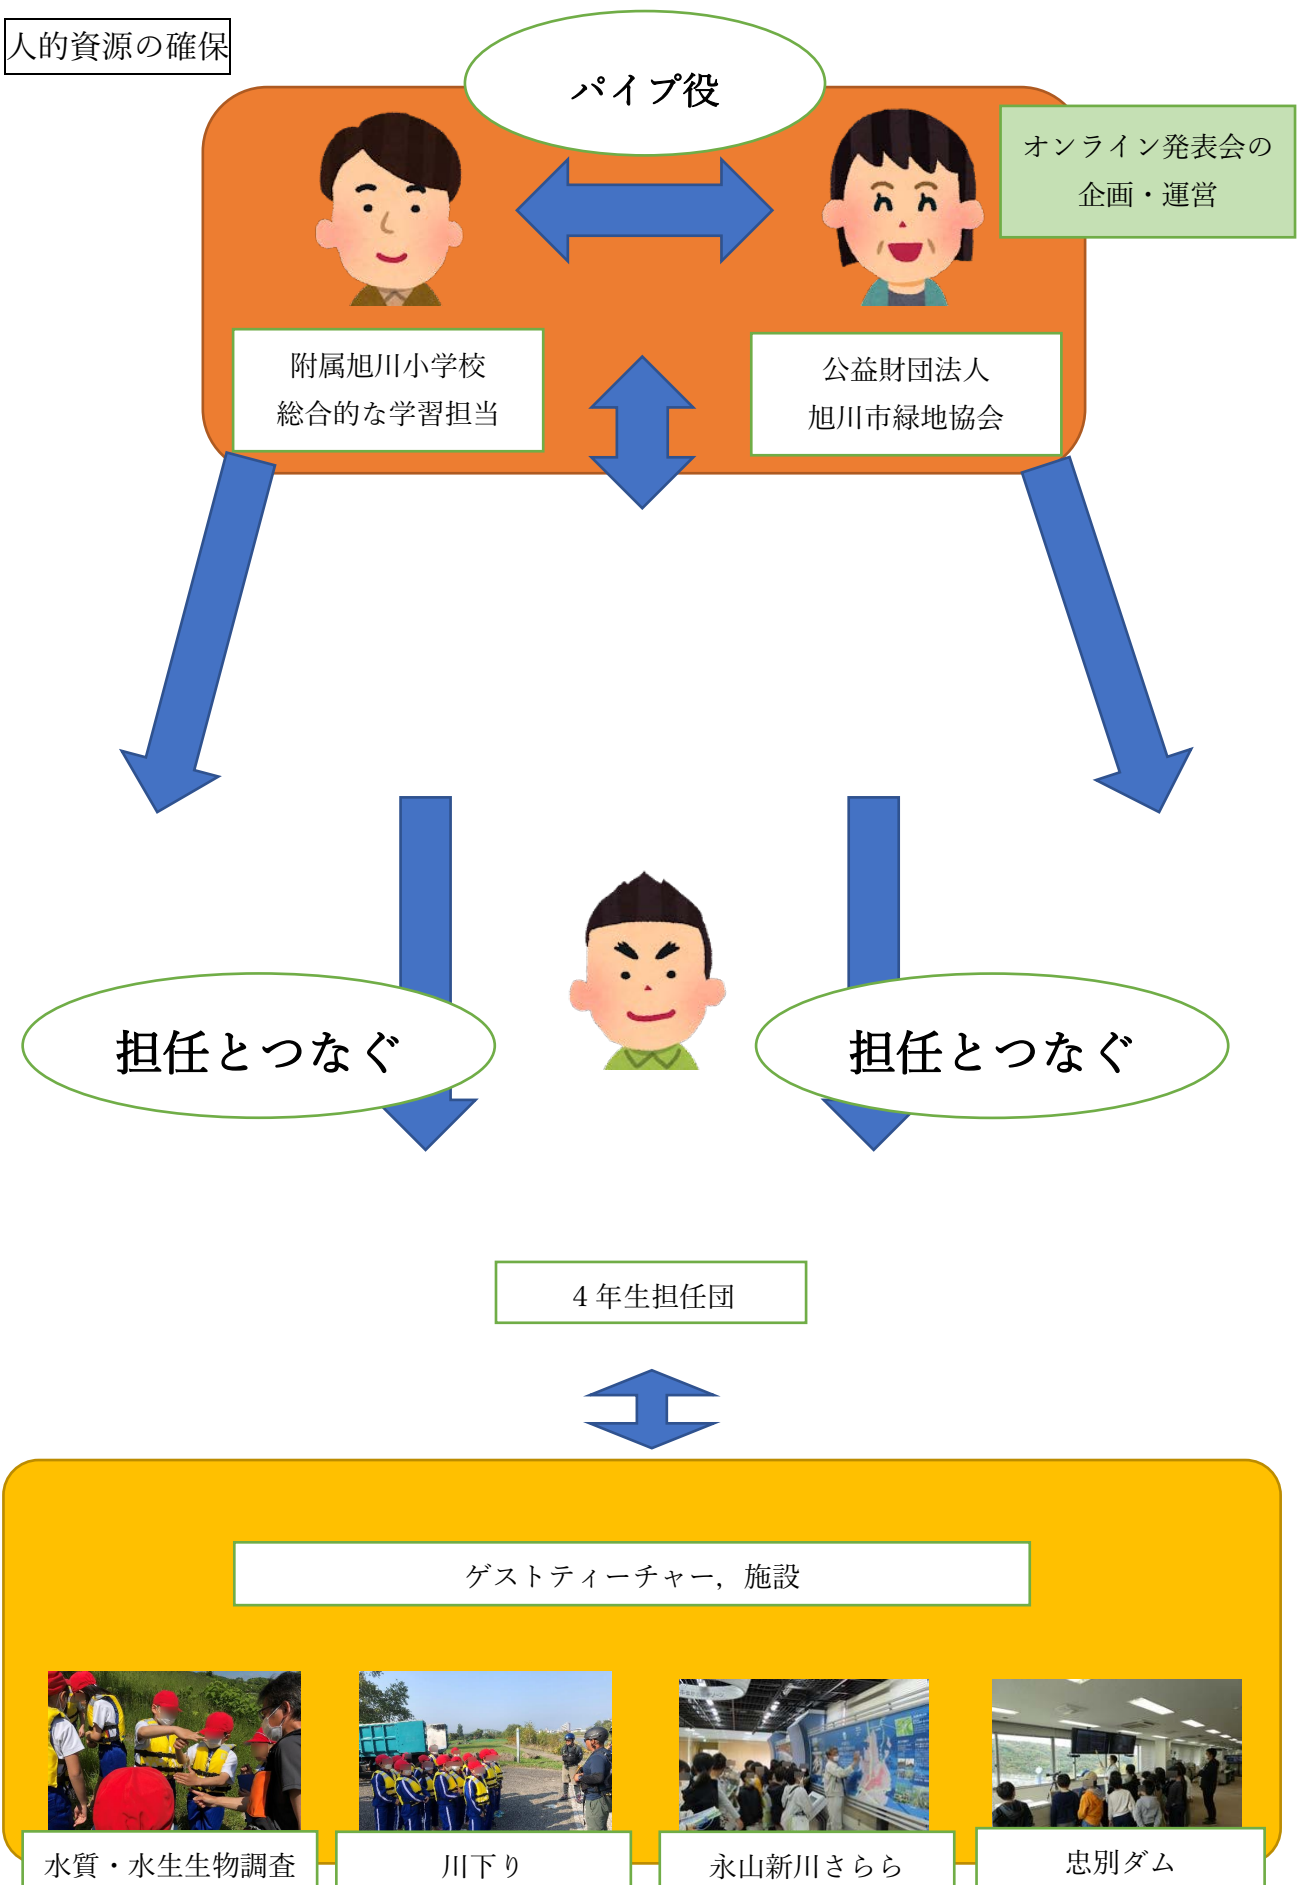 人的資源の確保
パイプ役
オンライン発表会の
企画・運営
附属旭川小学校
総合的な学習担当
公益財団法人
旭川市緑地協会
担任とつなぐ
担任とつなぐ
４年生担任団
ゲストティーチャー，施設
水質・水生生物調査
川下り
永山新川さらら
忠別ダム